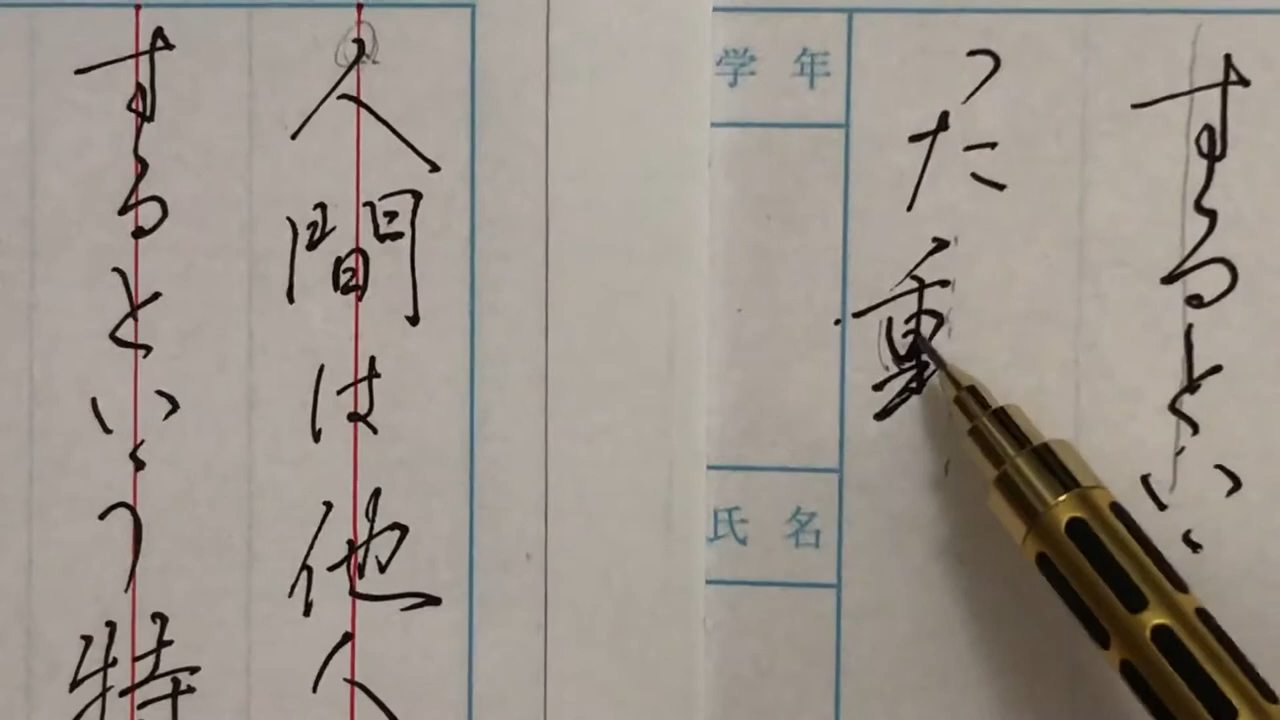 人間は他人
するという特
するとい、
った重
学年
氏名